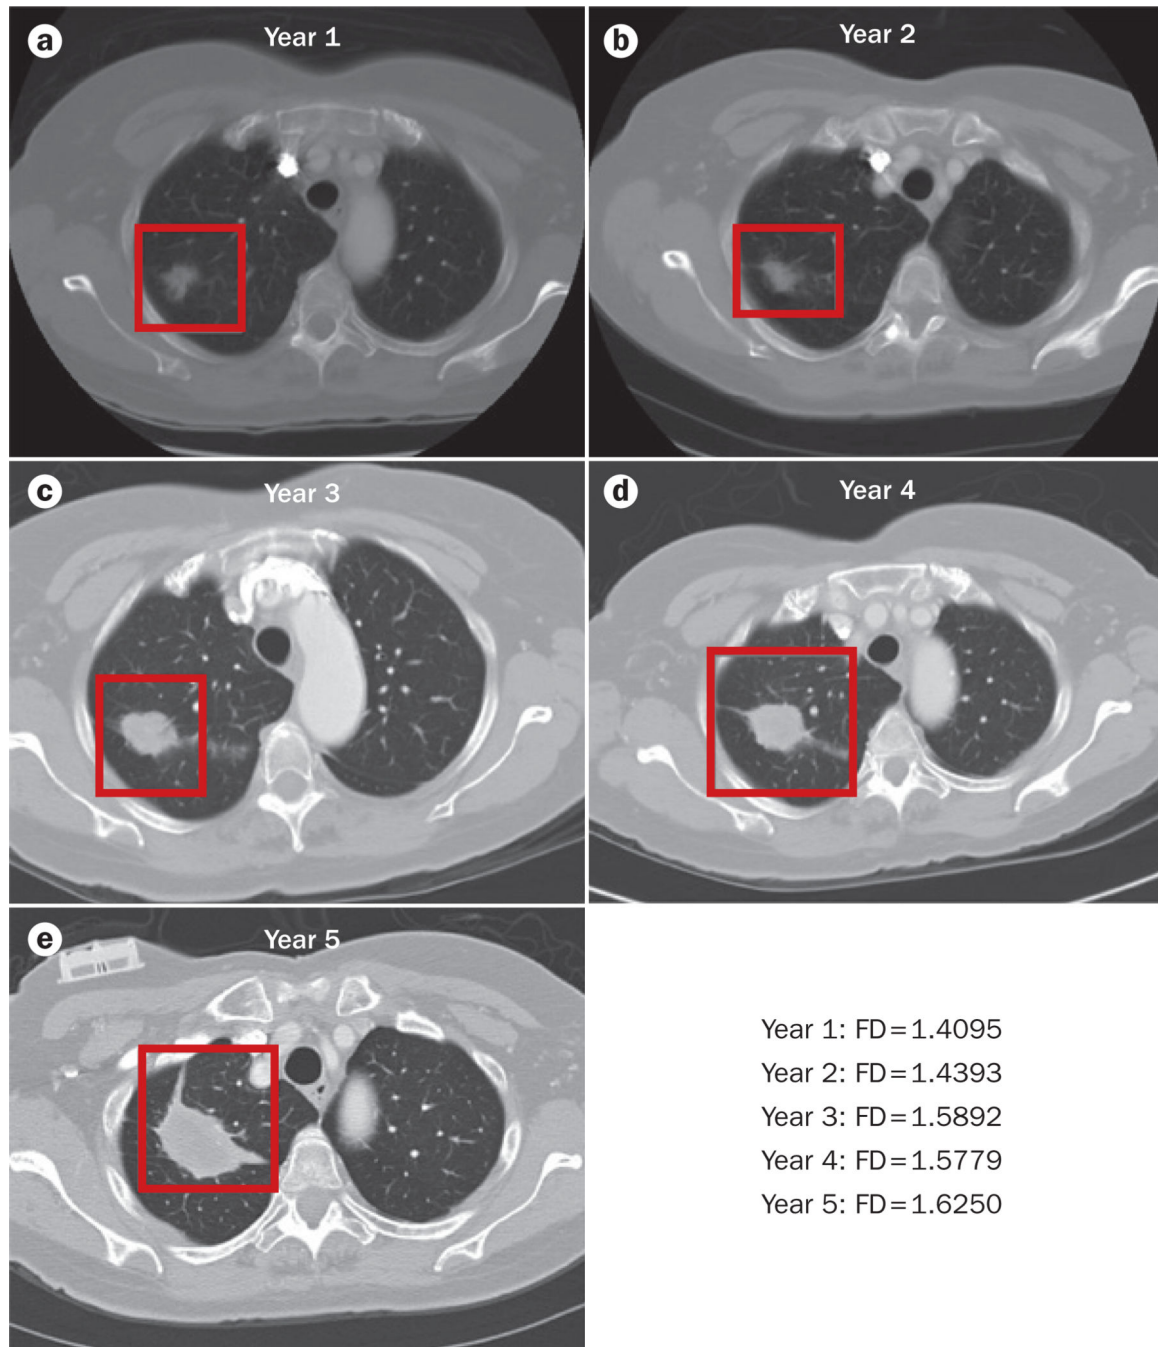 a
Year 1
b
Year 2
c
Year 3
d
Year 4
e
Year 5
Year 1: FD=1.4095
Year 2: FD=1.4393
Year 3: FD=1.5892
Year 4: FD=1.5779
Year 5: FD=1.6250